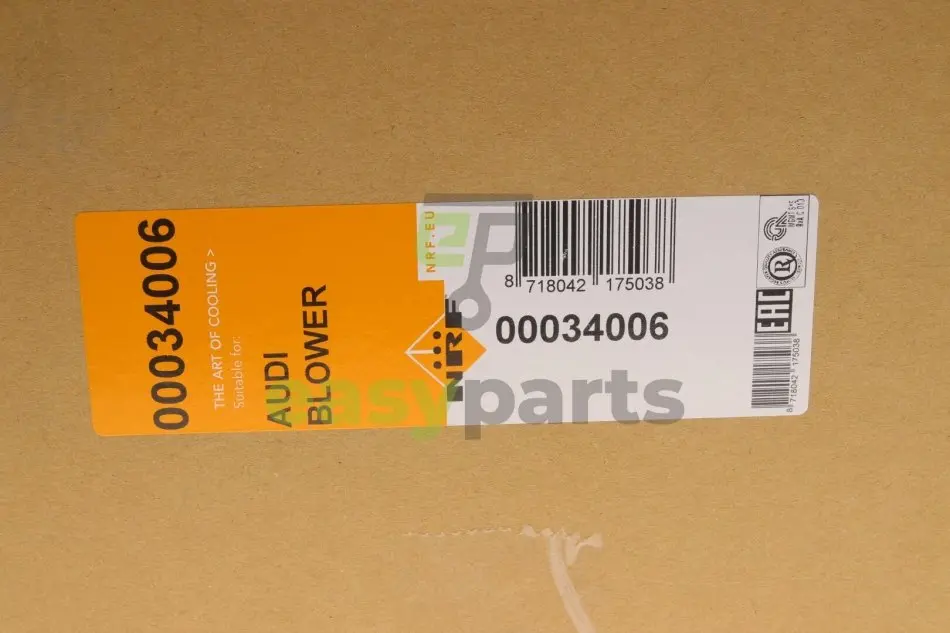 00034006
THE ART OF COOLING >
Suitable for:
AUDI
BLOWER
NRF.EU
NRF
8 718042 175038
00034006
EAC
8 718042 175038
R
easyparts